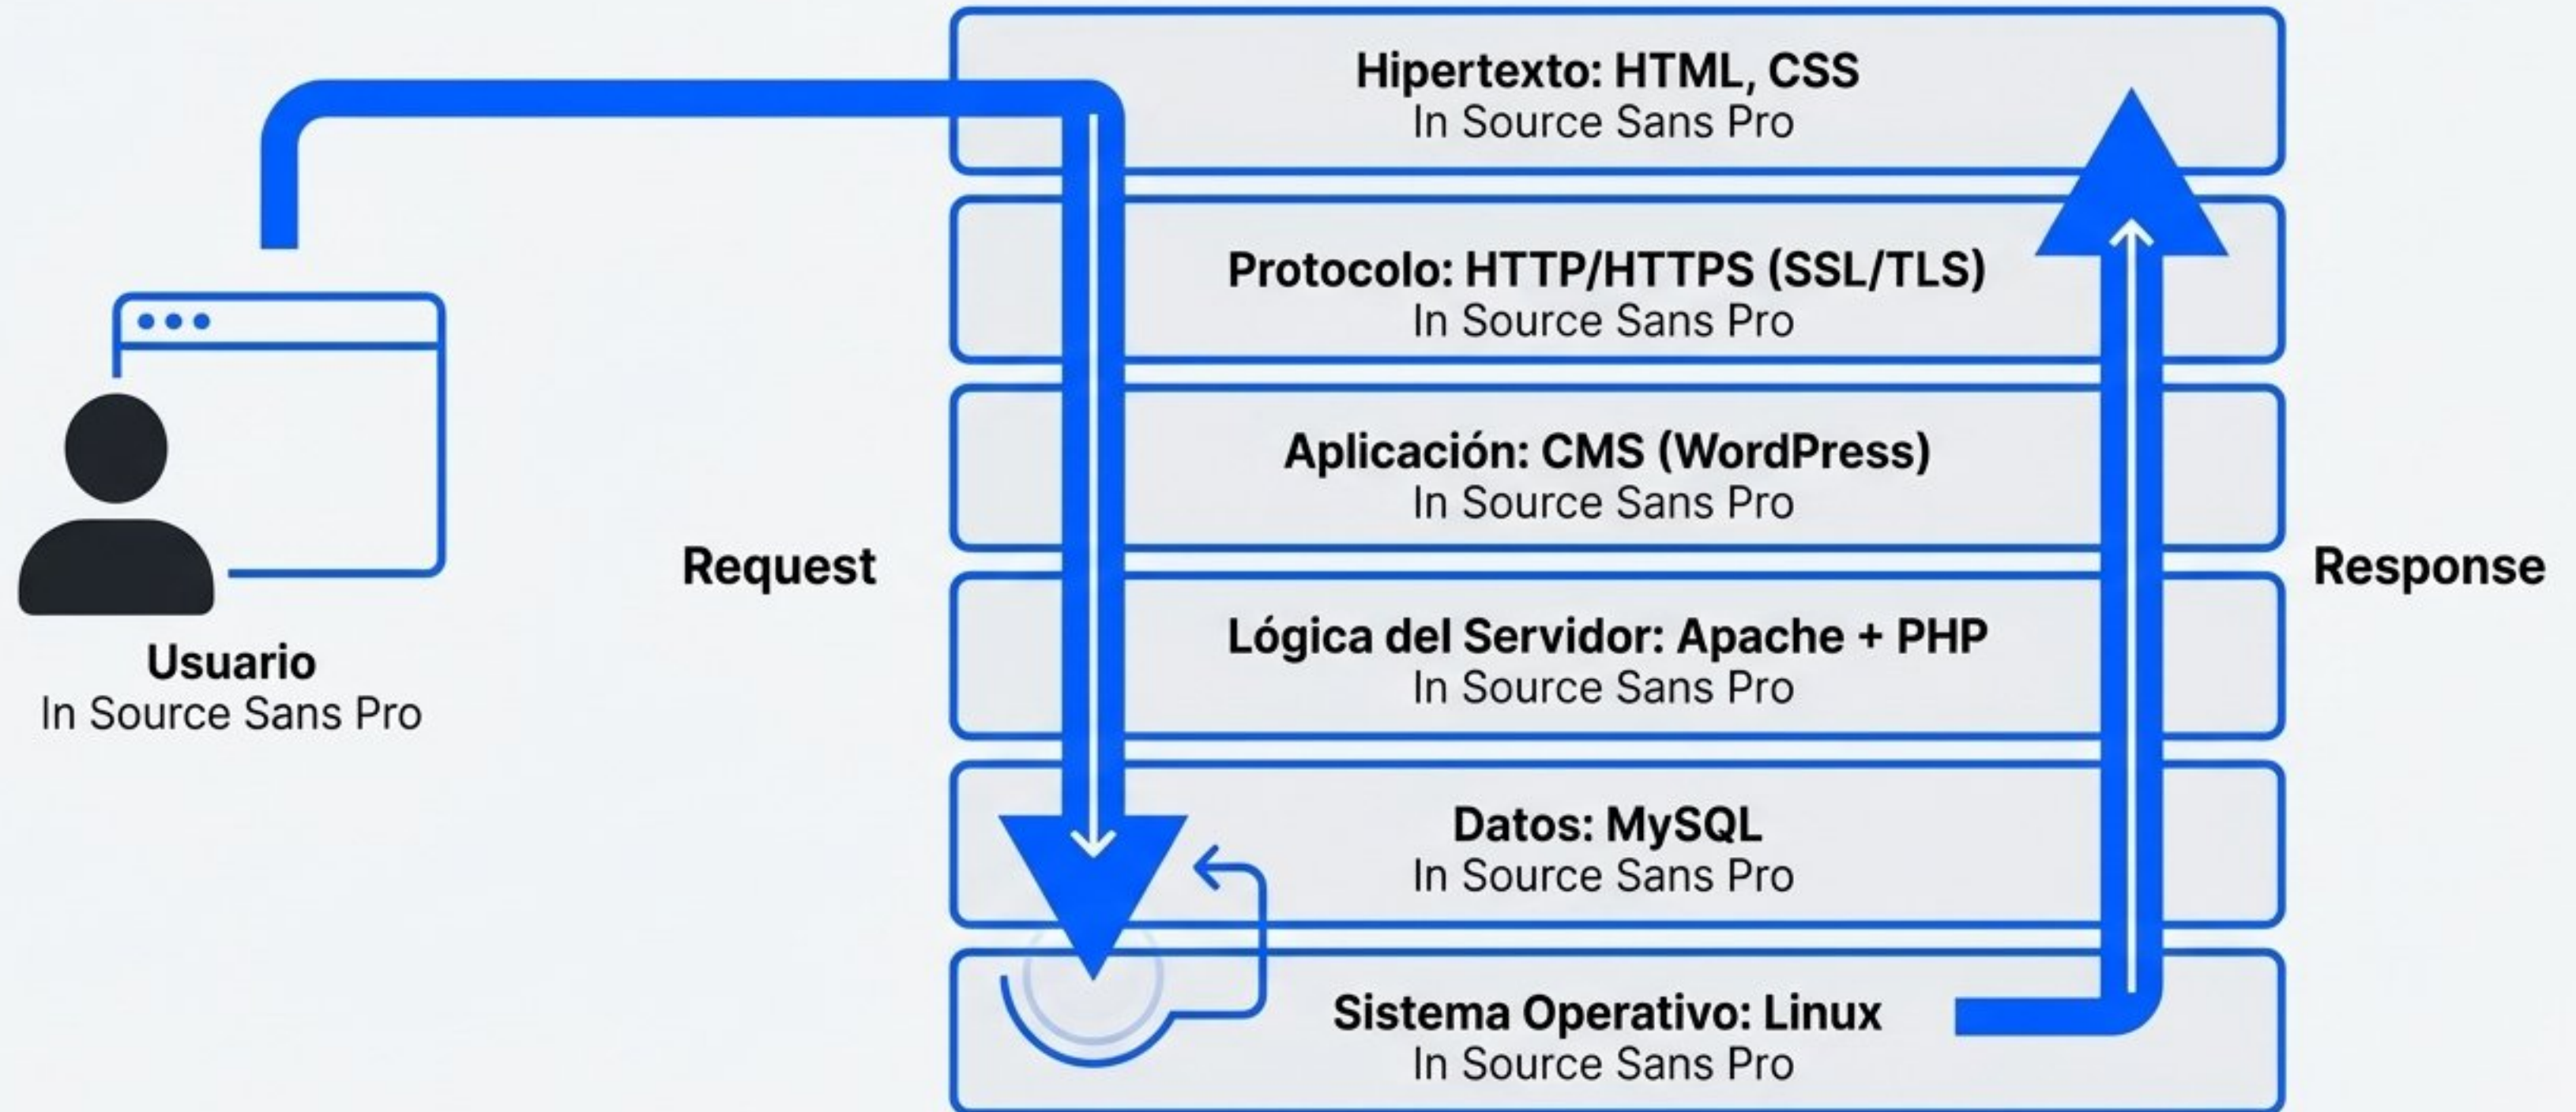 Hipertexto: HTML, CSS
In Source Sans Pro
Protocolo: HTTP/HTTPS (SSL/TLS)
In Source Sans Pro
Aplicación: CMS (WordPress)
In Source Sans Pro
Request
Response
Lógica del Servidor: Apache + PHP
In Source Sans Pro
Usuario
In Source Sans Pro
Datos: MySQL
In Source Sans Pro
Sistema Operativo: Linux
In Source Sans Pro